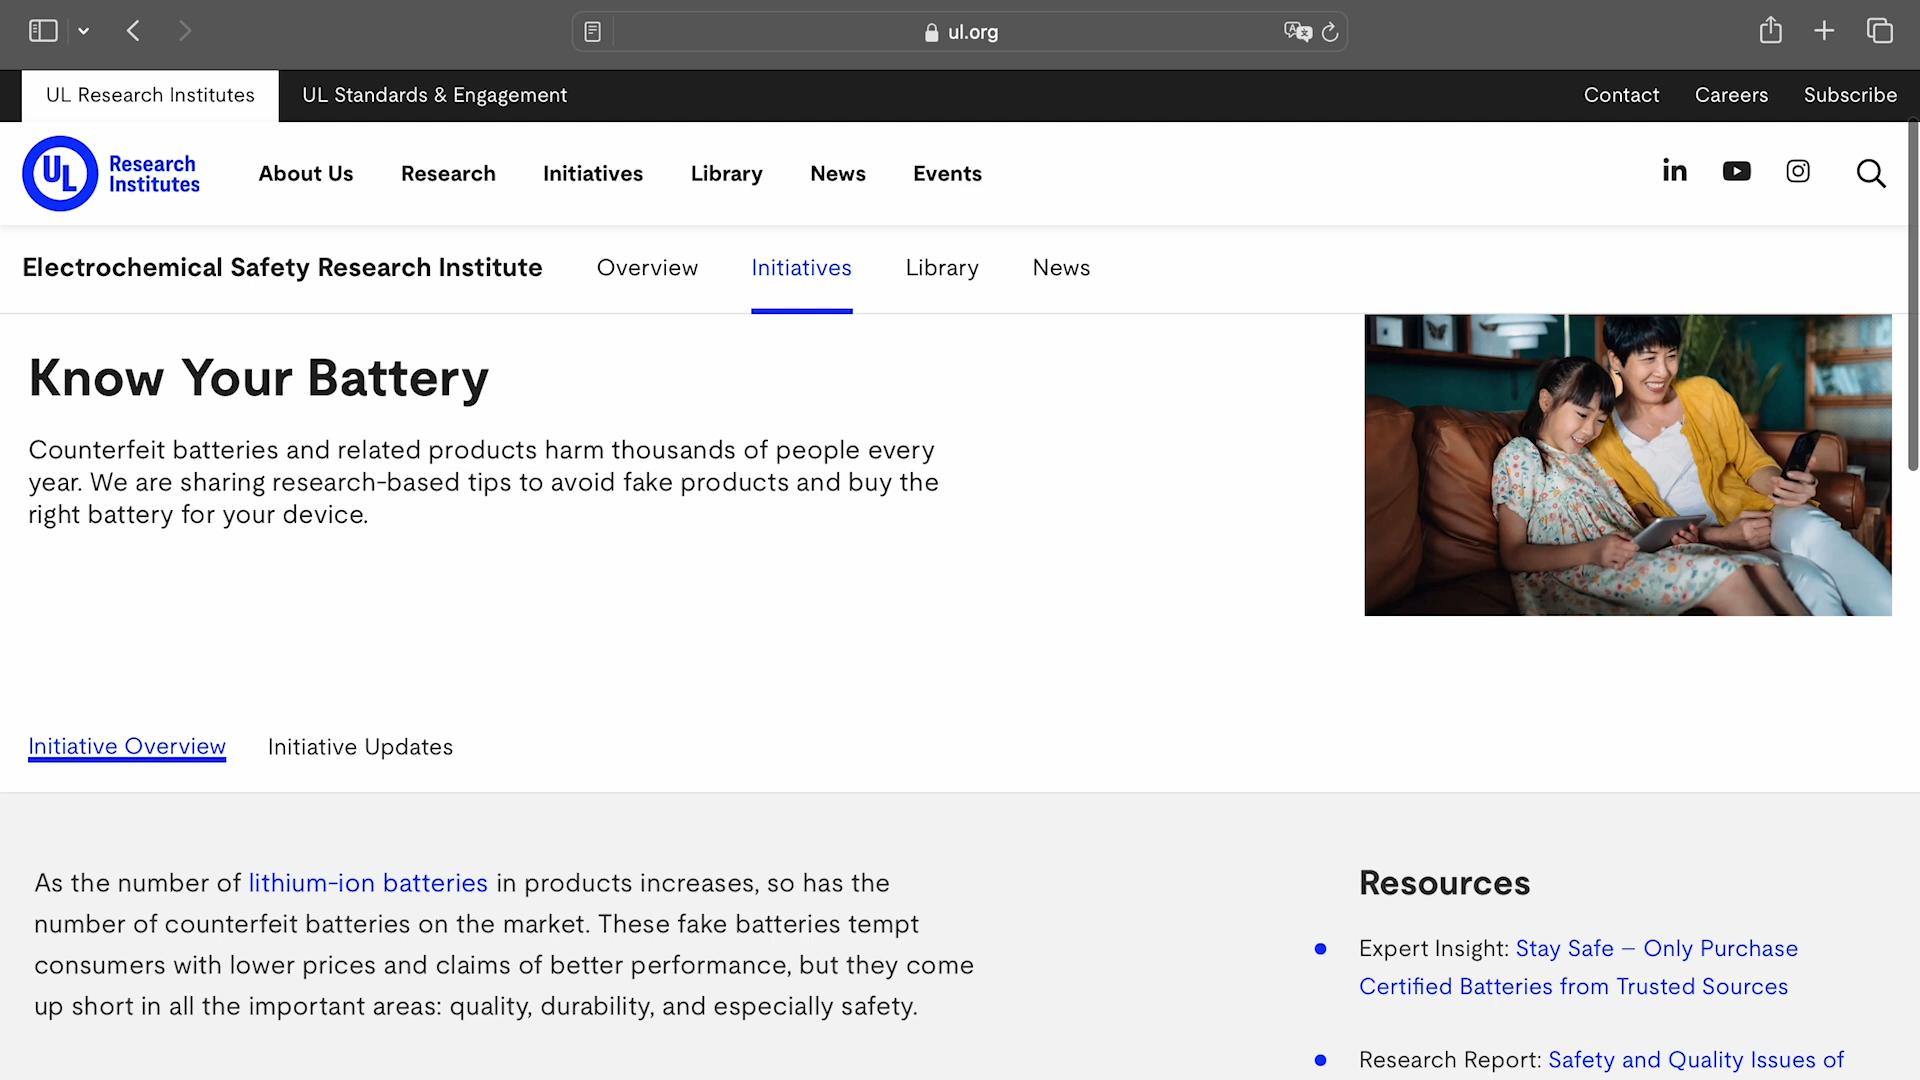 ul.org
UL Research Institutes
UL Standards & Engagement
Contact
Careers
Subscribe
UL
Research
Institutes
About Us
Research
Initiatives
Library
News
Events
in
Electrochemical Safety Research Institute
Overview
Initiatives
Library
News
Know Your Battery
Counterfeit batteries and related products harm thousands of people every
year. We are sharing research-based tips to avoid fake products and buy the
right battery for your device.
Initiative Overview
Initiative Updates
As the number of lithium-ion batteries in products increases, so has the
number of counterfeit batteries on the market. These fake batteries tempt
consumers with lower prices and claims of better performance, but they come
up short in all the important areas: quality, durability, and especially safety.
Resources
Expert Insight: Stay Safe – Only Purchase
Certified Batteries from Trusted Sources
Research Report: Safety and Quality Issues of